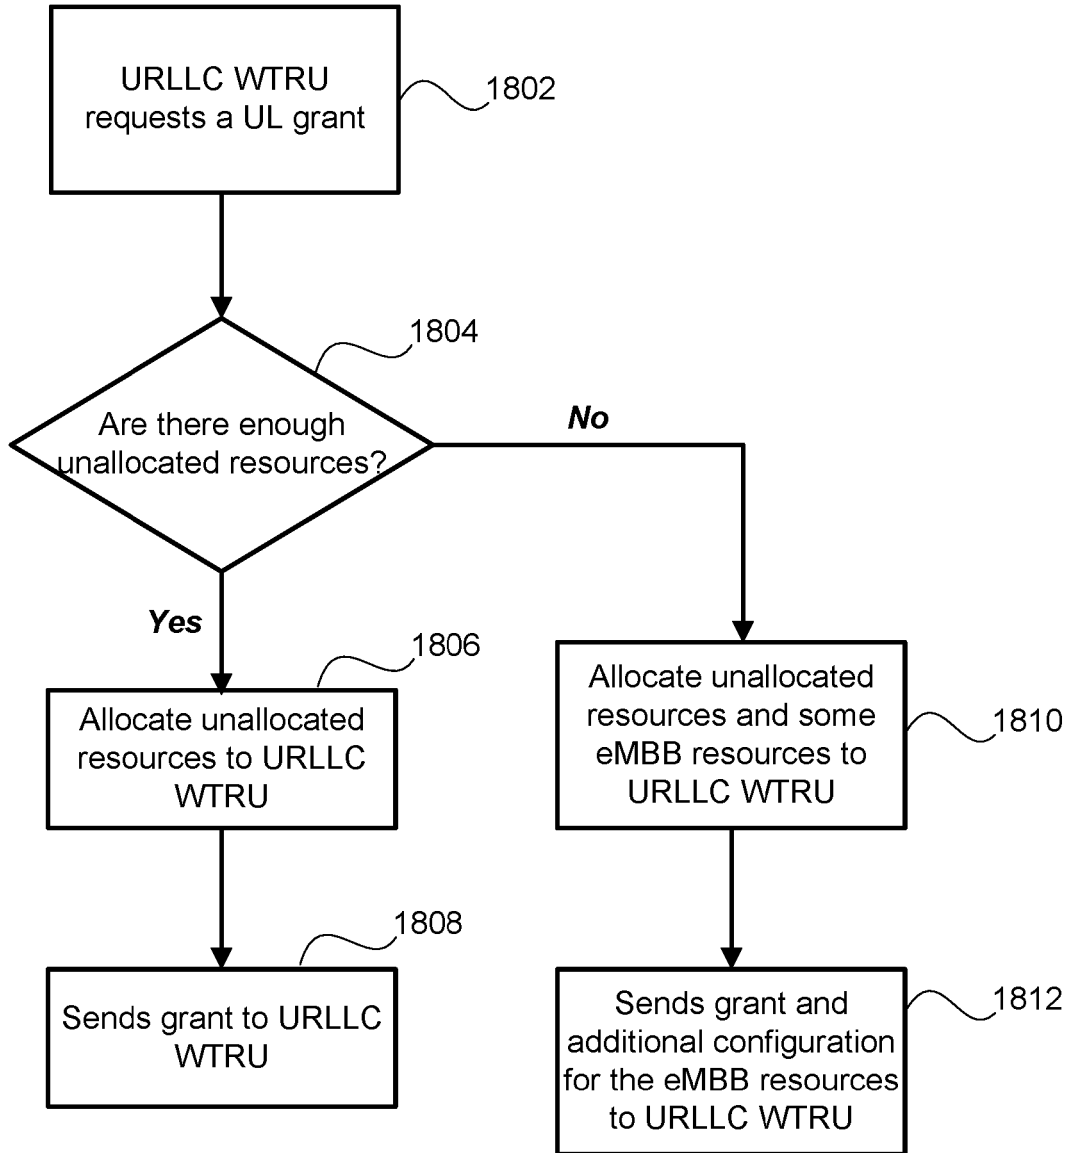 URLLC WTRU
requests a UL grant
1802
1804
Are there enough
unallocated resources?
No
Yes
1806
Allocate unallocated
resources to URLLC
WTRU
Allocate unallocated
resources and some
eMBB resources to
URLLC WTRU
1810
1808
Sends grant to URLLC
WTRU
Sends grant and
additional configuration
for the eMBB resources
to URLLC WTRU
1812